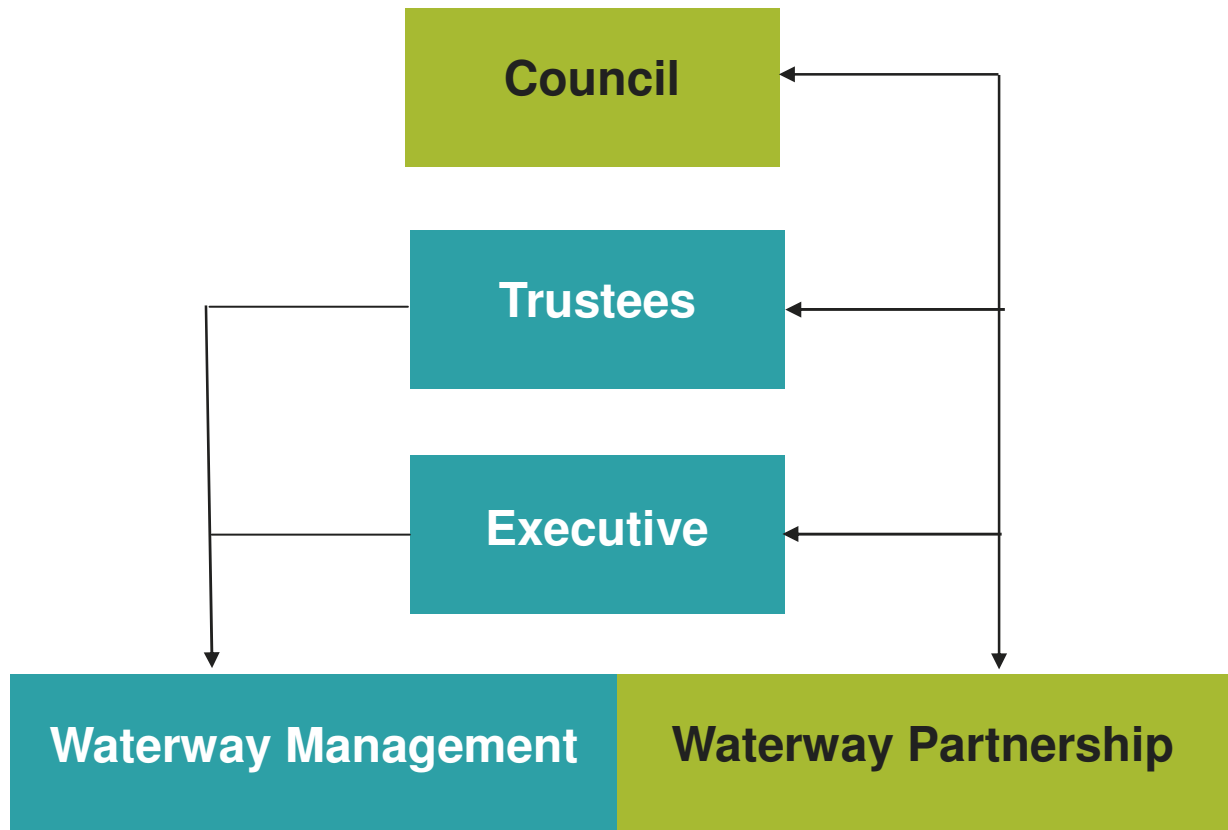 Council
Trustees
Executive
Waterway Management
Waterway Partnership